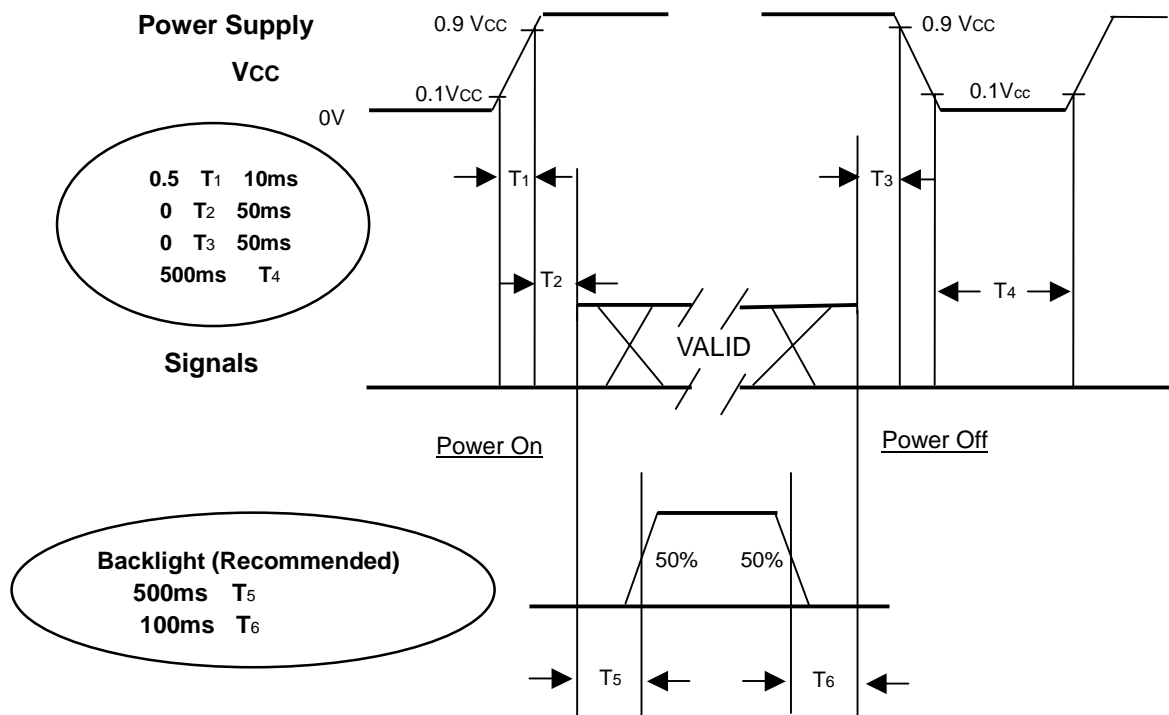 Power Supply
VCC
0.9 VCC
0.9 VCC
0.1VCC
0.1Vcc
0V
0.5 T1 10ms
0 T2 50ms
0 T3 50ms
500ms T4
T1
T3
T2
T4
Signals
VALID
Power On
Power Off
Backlight (Recommended)
500ms T5
100ms T6
50%
50%
T5
T6